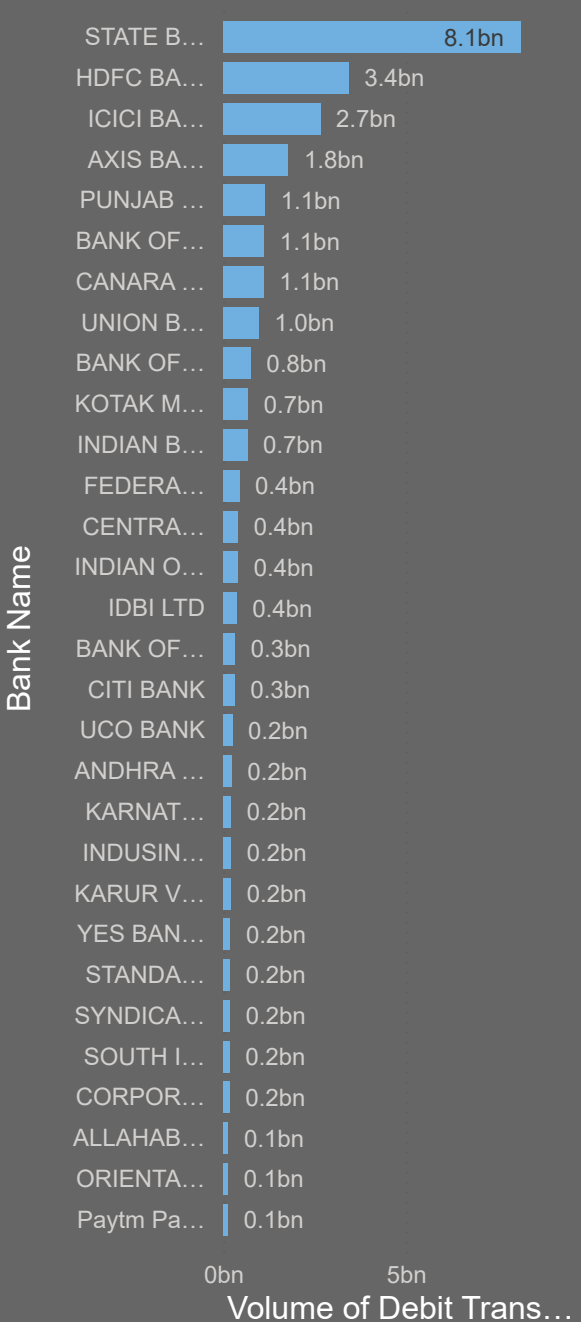 STATE B… 8.1bn
HDFC BA… 3.4bn
ICICI BA… 2.7bn
AXIS BA… 1.8bn
PUNJAB … 1.1bn
BANK OF… 1.1bn
CANARA … 1.1bn
UNION B… 1.0bn
BANK OF… 0.8bn
KOTAK M… 0.7bn
INDIAN B… 0.7bn
FEDERA… 0.4bn
CENTRA… 0.4bn
INDIAN O… 0.4bn
IDBI LTD 0.4bn
BANK OF… 0.3bn
CITI BANK 0.3bn
UCO BANK 0.2bn
ANDHRA … 0.2bn
KARNAT… 0.2bn
INDUSIN… 0.2bn
KARUR V… 0.2bn
YES BAN… 0.2bn
STANDA… 0.2bn
SYNDICA… 0.2bn
SOUTH I… 0.2bn
CORPOR… 0.2bn
ALLAHAB… 0.1bn
ORIENTA… 0.1bn
Paytm Pa… 0.1bn
Bank Name
0bn 5bn
Volume of Debit Trans…